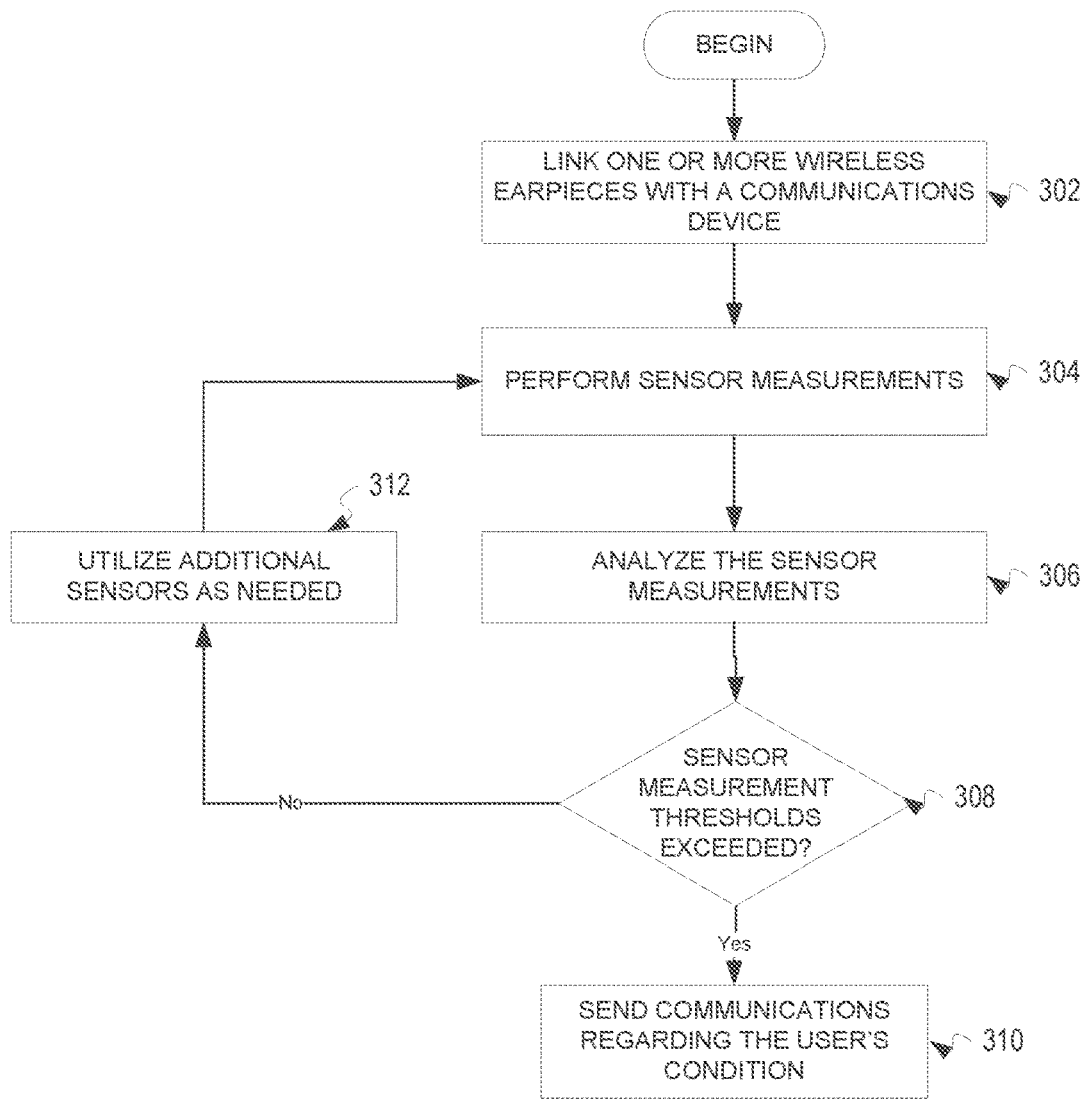 BEGIN
LINK ONE OR MORE WIRELESS
EARPIECES WITH A COMMUNICATIONS
DEVICE
302
PERFORM SENSOR MEASUREMENTS
304
312
UTILIZE ADDITIONAL
SENSORS AS NEEDED
ANALYZE THE SENSOR
MEASUREMENTS
306
SENSOR
MEASUREMENT
THRESHOLDS
EXCEEDED?
308
No
Yes
SEND COMMUNICATIONS
REGARDING THE USER'S
CONDITION
310